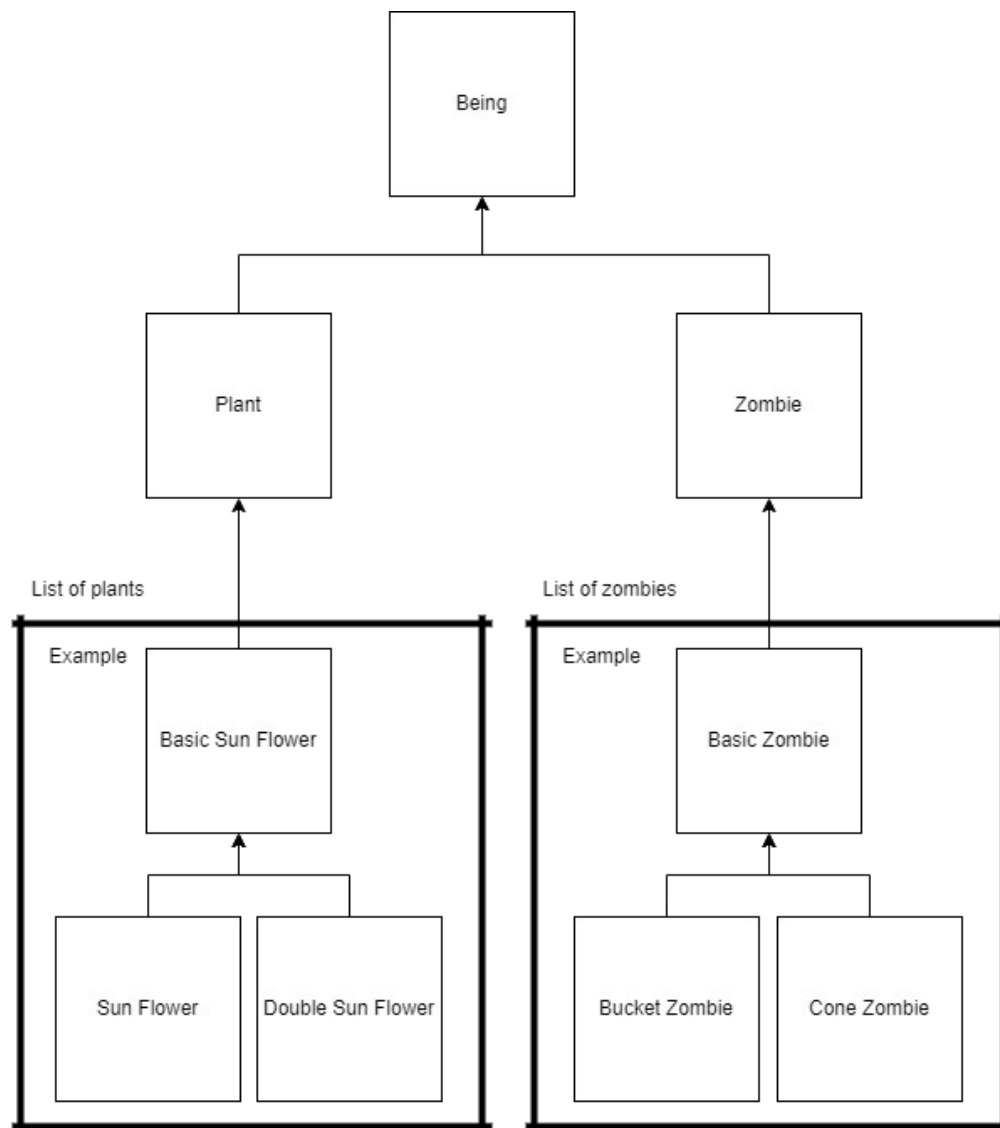 Being
Plant
Zombie
List of plants
List of zombies
Example
Example
Basic Sun Flower
Basic Zombie
Sun Flower
Double Sun Flower
Bucket Zombie
Cone Zombie